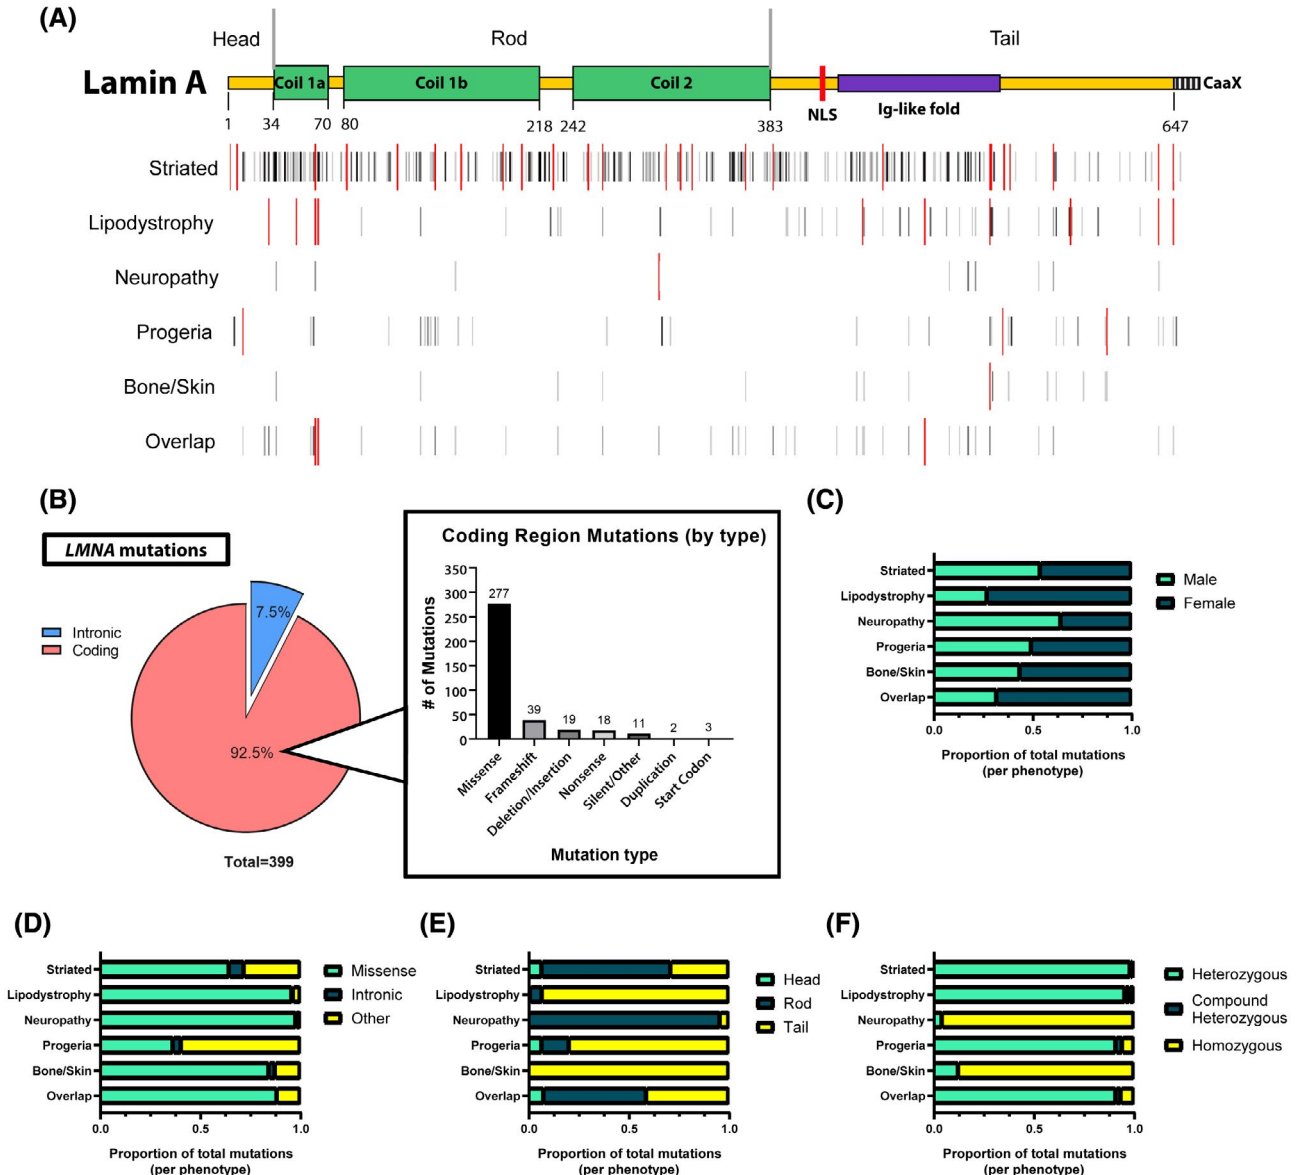 (A)
Head Rod Tail
Lamin A Coil 1a Coil 1b Coil 2 CaaX
NLS Ig-like fold
1 34 70 80 218 242 383 647
Striated
Lipodystrophy
Neuropathy
Progeria
Bone/Skin
Overlap
(B)
LMNA mutations
Intronic
Coding
7.5%
92.5%
Total=399
Coding Region Mutations (by type)
# of Mutations
350
300
250
200
150
100
50
0
277 39 19 18 11 2 3
Missense
Frameshift
Deletion/Insertion
Nonsense
Silent/Other
Duplication
Start Codon
Mutation type
(C)
Striated
Lipodystrophy
Neuropathy
Progeria
Bone/Skin
Overlap
0.0 0.5 1.0
Proportion of total mutations
(per phenotype)
Male
Female
(D)
Striated
Lipodystrophy
Neuropathy
Progeria
Bone/Skin
Overlap
0.0 0.5 1.0
Proportion of total mutations
(per phenotype)
Missense
Intronic
Other
(E)
Striated
Lipodystrophy
Neuropathy
Progeria
Bone/Skin
Overlap
0.0 0.5 1.0
Proportion of total mutations
(per phenotype)
Head
Rod
Tail
(F)
Striated
Lipodystrophy
Neuropathy
Progeria
Bone/Skin
Overlap
0.0 0.5 1.0
Proportion of total mutations
(per phenotype)
Heterozygous
Compound
Heterozygous
Homozygous